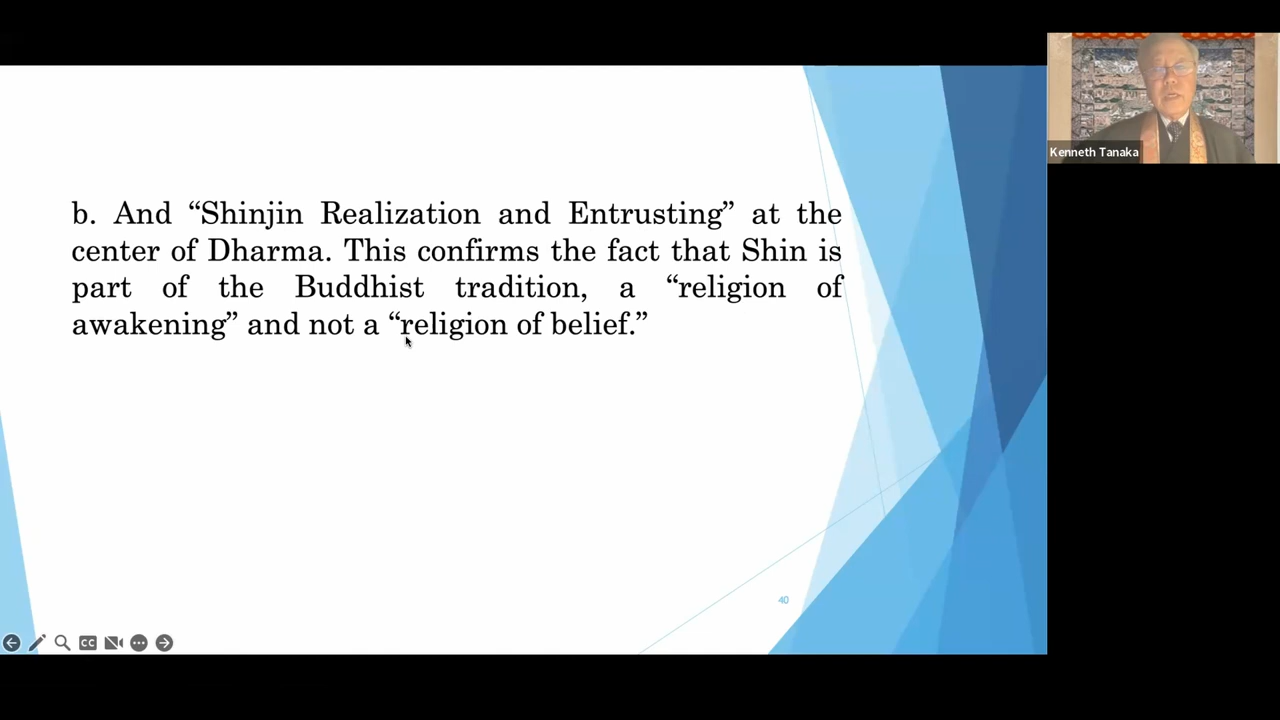 b. And “Shinjin Realization and Entrusting” at the
center of Dharma. This confirms the fact that Shin is
part of the Buddhist tradition, a “religion of
awakening” and not a “religion of belief.”
40
CC
Kenneth Tanaka